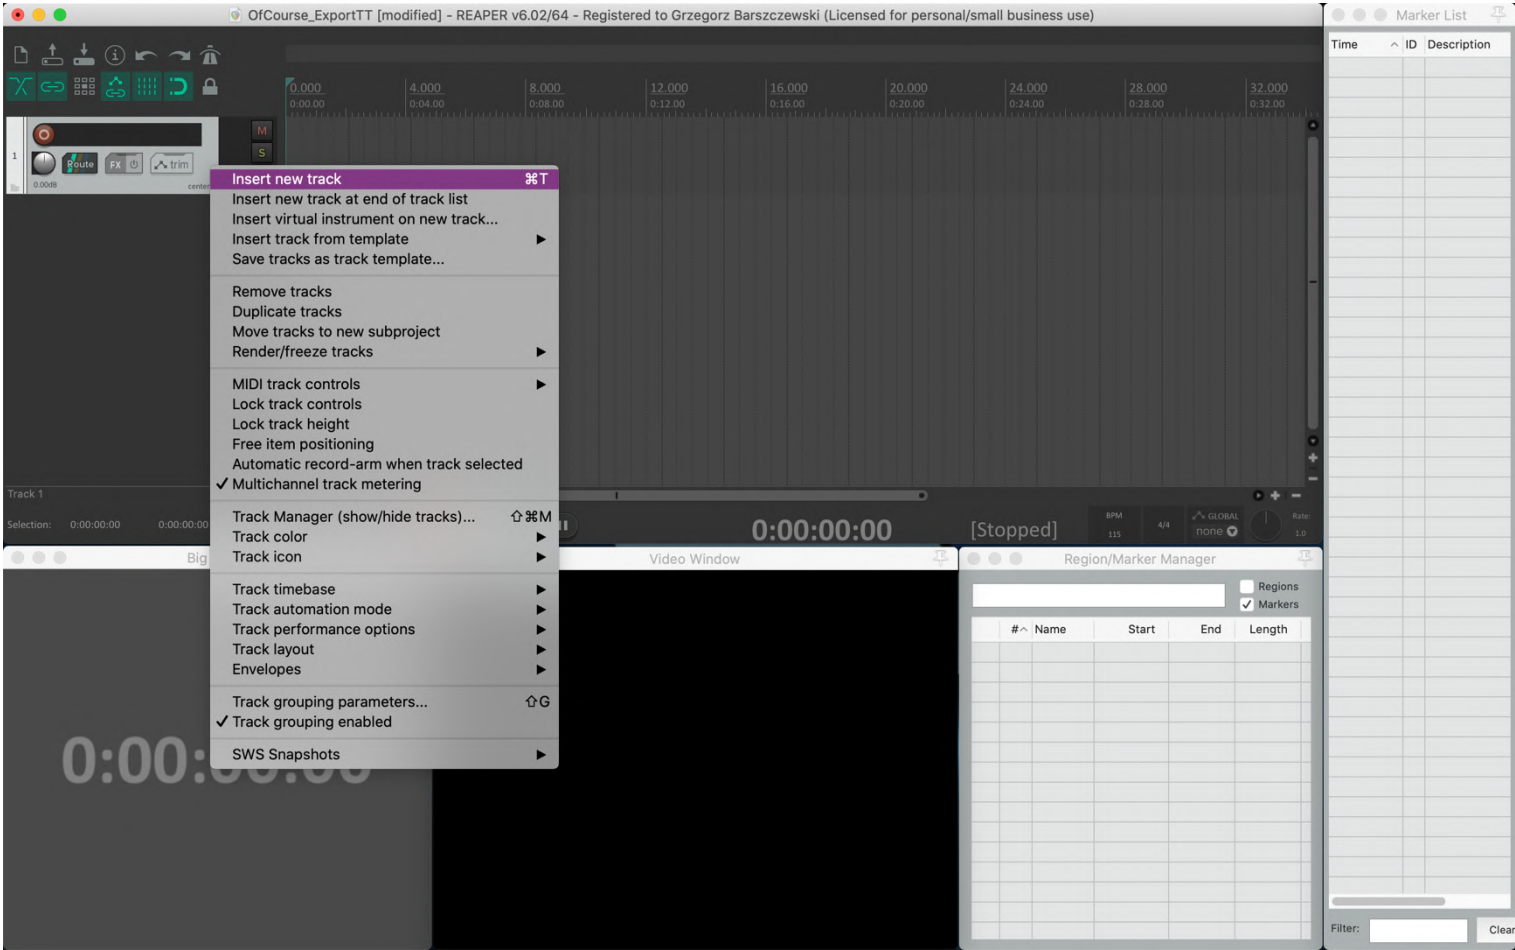 OfCourse_ExportTT [modified] - REAPER v6.02/64 - Registered to Grzegorz Barszczewski (Licensed for personal/small business use)
0.000 4.000 8.000 12.000 16.000 20.000 24.000 28.000 32.000
0:00.00 0:04.00 0:08.00 0:12.00 0:16.00 0:20.00 0:24.00 0:28.00 0:32.00
M
S
1
Route FX trim
0.00dB center
Insert new track ⌘T
Insert new track at end of track list
Insert virtual instrument on new track...
Insert track from template
Save tracks as track template...
Remove tracks
Duplicate tracks
Move tracks to new subproject
Render/freeze tracks
MIDI track controls
Lock track controls
Lock track height
Free item positioning
Automatic record-arm when track selected
✓ Multichannel track metering
Track Manager (show/hide tracks)... ⇧⌘M
Track color
Track icon
Track timebase
Track automation mode
Track performance options
Track layout
Envelopes
Track grouping parameters... ⇧G
✓ Track grouping enabled
SWS Snapshots
Track 1
Selection: 0:00:00:00 0:00:00:00
0:00:00:00 [Stopped]
BPM
115
4/4
GLOBAL
none
Rate:
1.0
Big
0:00:00:00
Video Window
Region/Marker Manager
Regions
✓ Markers
# Name Start End Length
Marker List
Time ID Description
Filter: Clear